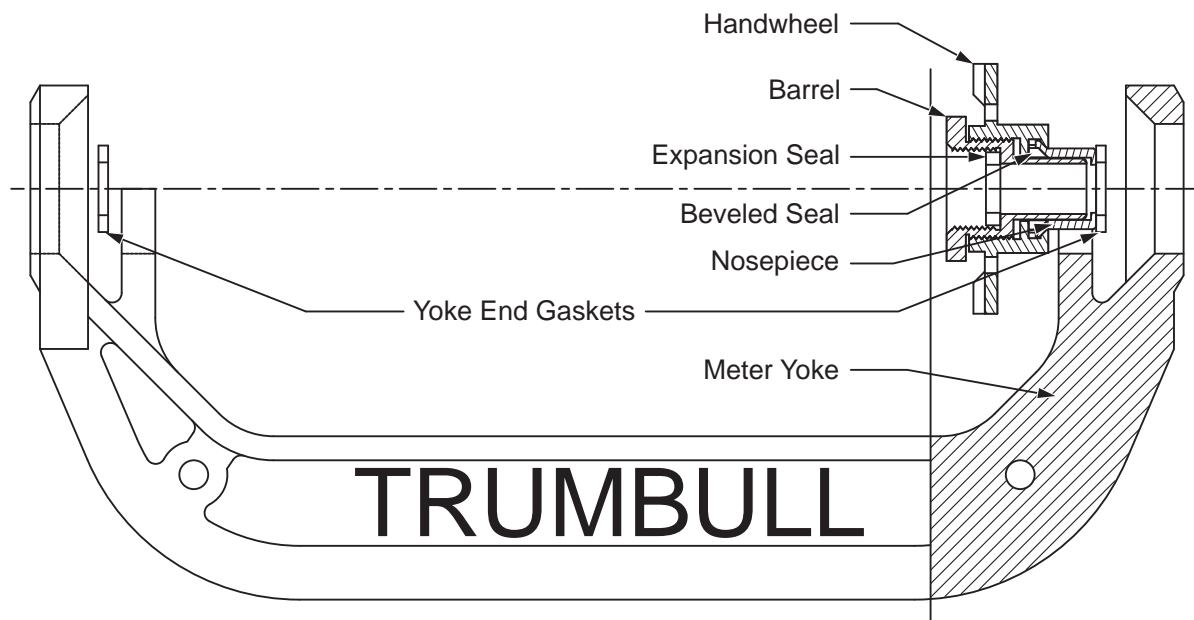 Handwheel
Barrel
Expansion Seal
Beveled Seal
Nosepiece
Yoke End Gaskets
Meter Yoke
TRUMBULL